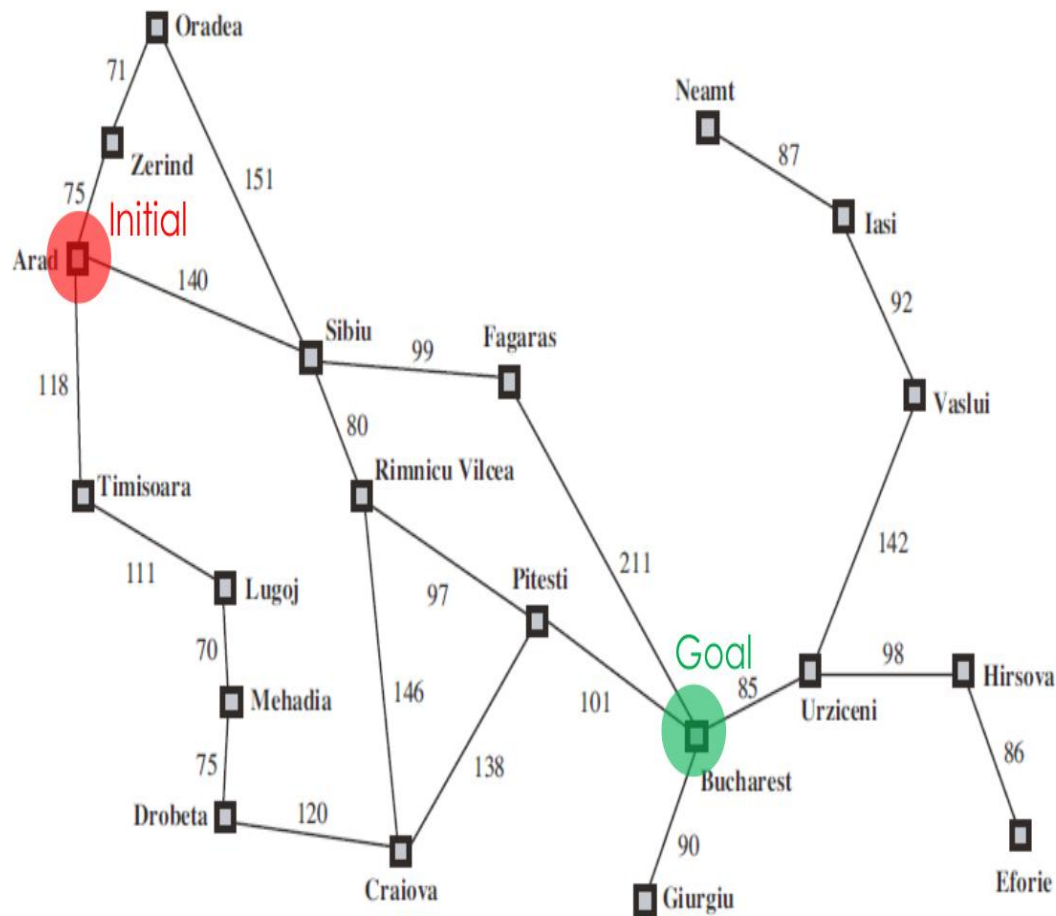 Oradea
71
Neamt
87
Zerind
151
75
Initial
Iasi
Arad
140
92
Sibiu
Fagaras
99
118
Vaslui
80
Rimnicu Vilcea
Timisoara
142
211
111
Lugoj
97
Pitesti
70
Goal
98
Hirsova
146
85
Mehadia
101
Urziceni
138
86
75
Bucharest
Drobeta
120
90
Craiova
Giurgiu
Eforie